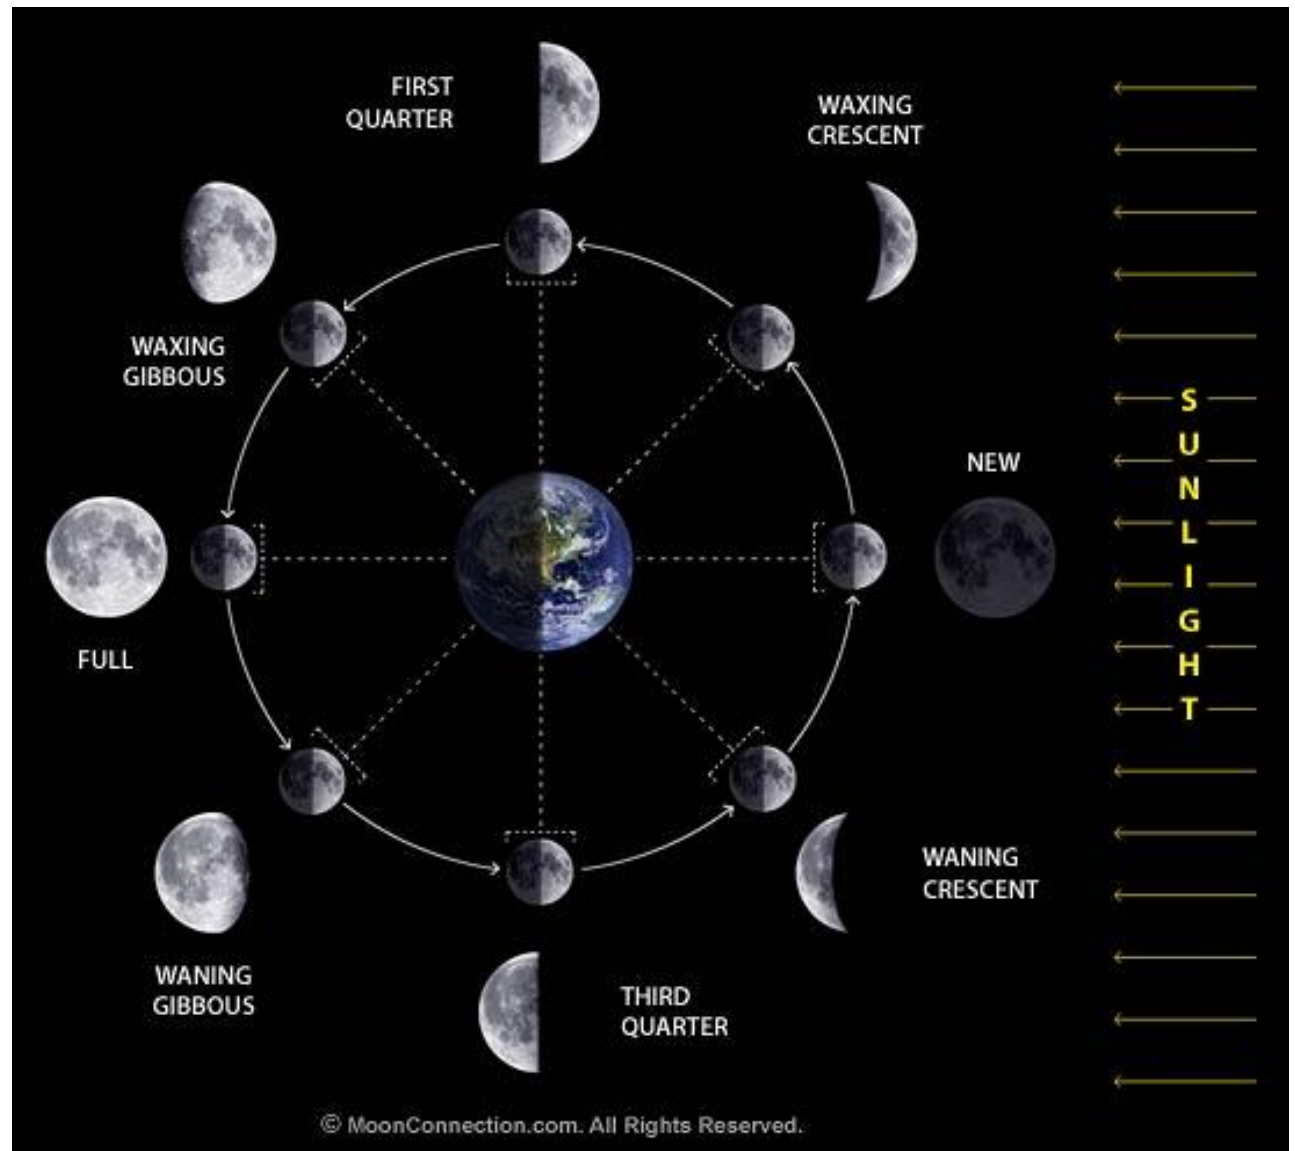 FIRST
QUARTER
WAXING
CRESCENT
WAXING
GIBBOUS
NEW
SUNLIGHT
FULL
WANING
CRESCENT
WANING
GIBBOUS
THIRD
QUARTER
© MoonConnection.com. All Rights Reserved.